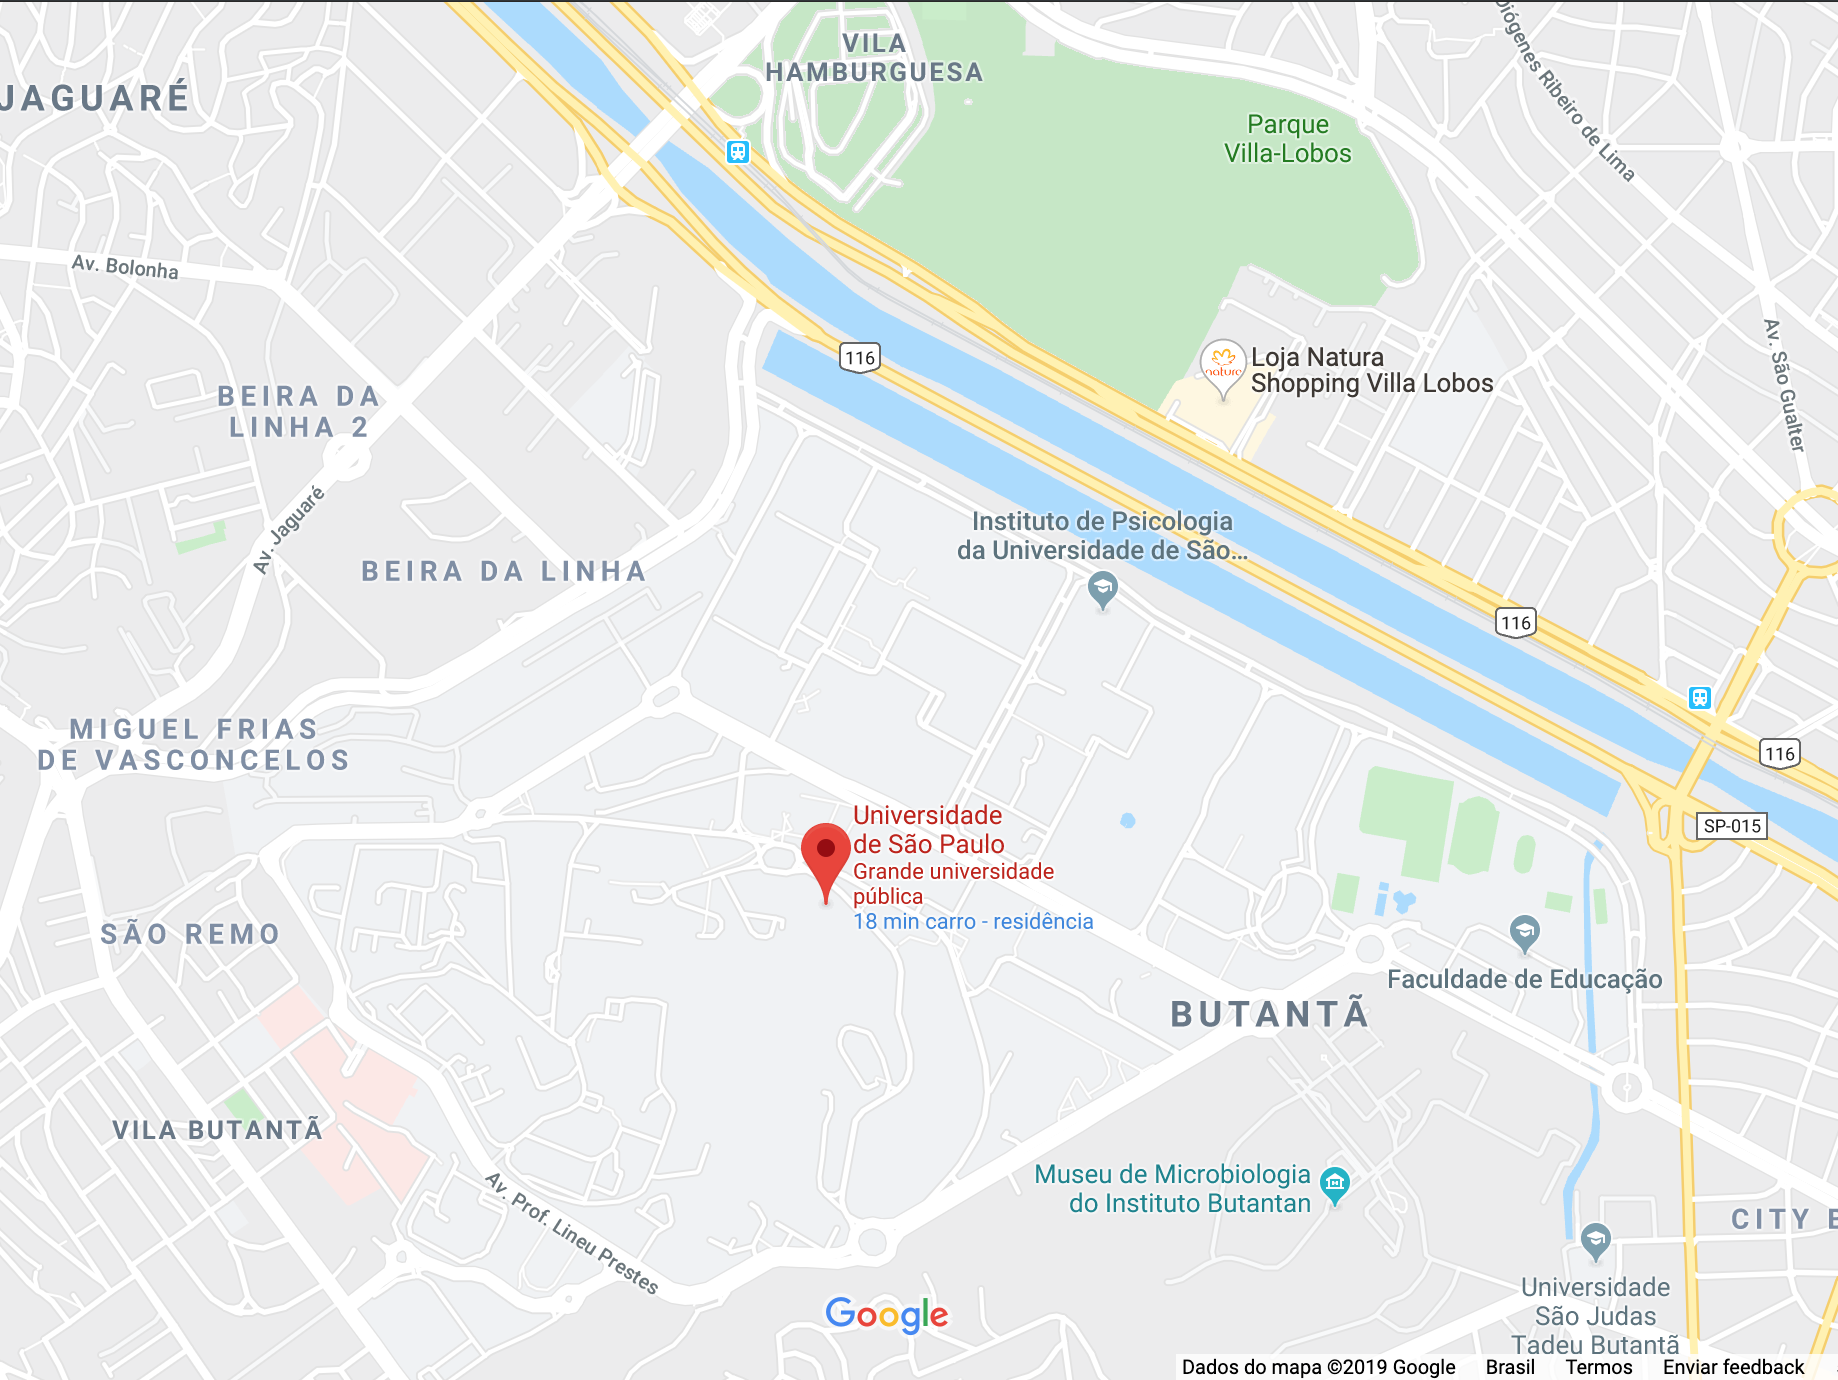 VILA
HAMBURGUESA
JAGUARÉ
Diógenes Ribeiro de Lima
Parque
Villa-Lobos
Av. Bolonha
Av. São Gualter
116
Loja Natura
Shopping Villa Lobos
natura
BEIRA DA
LINHA 2
Av. Jaguaré
Instituto de Psicologia
da Universidade de São...
BEIRA DA LINHA
116
MIGUEL FRIAS
DE VASCONCELOS
116
SP-015
Universidade
de São Paulo
Grande universidade
pública
18 min carro - residência
SÃO REMO
Faculdade de Educação
BUTANTÃ
VILA BUTANTÃ
Museu de Microbiologia
do Instituto Butantan
Av. Prof. Lineu Prestes
CITY B
Universidade
São Judas
Tadeu Butantã
Google
Dados do mapa ©2019 Google Brasil Termos Enviar feedback